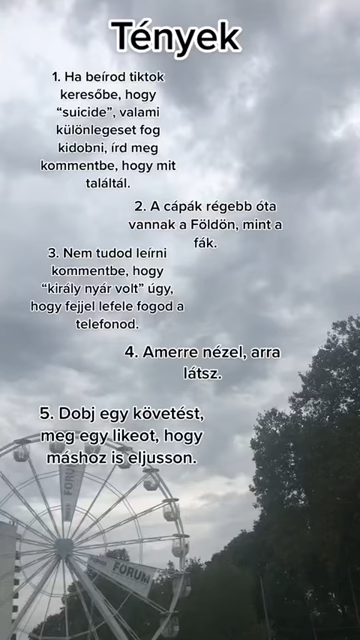 Tények
1. Ha beírod tiktok
keresőbe, hogy
“suicide”, valami
különlegeset fog
kidobni, írd meg
kommentbe, hogy mit
találtál.
2. A cápák régebb óta
vannak a Földön, mint a
fák.
3. Nem tudod leírni
kommentbe, hogy
“király nyár volt” úgy,
hogy fejjel lefele fogod a
telefonod.
4. Amerre nézel, arra
látsz.
5. Dobj egy követést,
meg egy likeot, hogy
máshoz is eljusson.
FORUM
FORUM